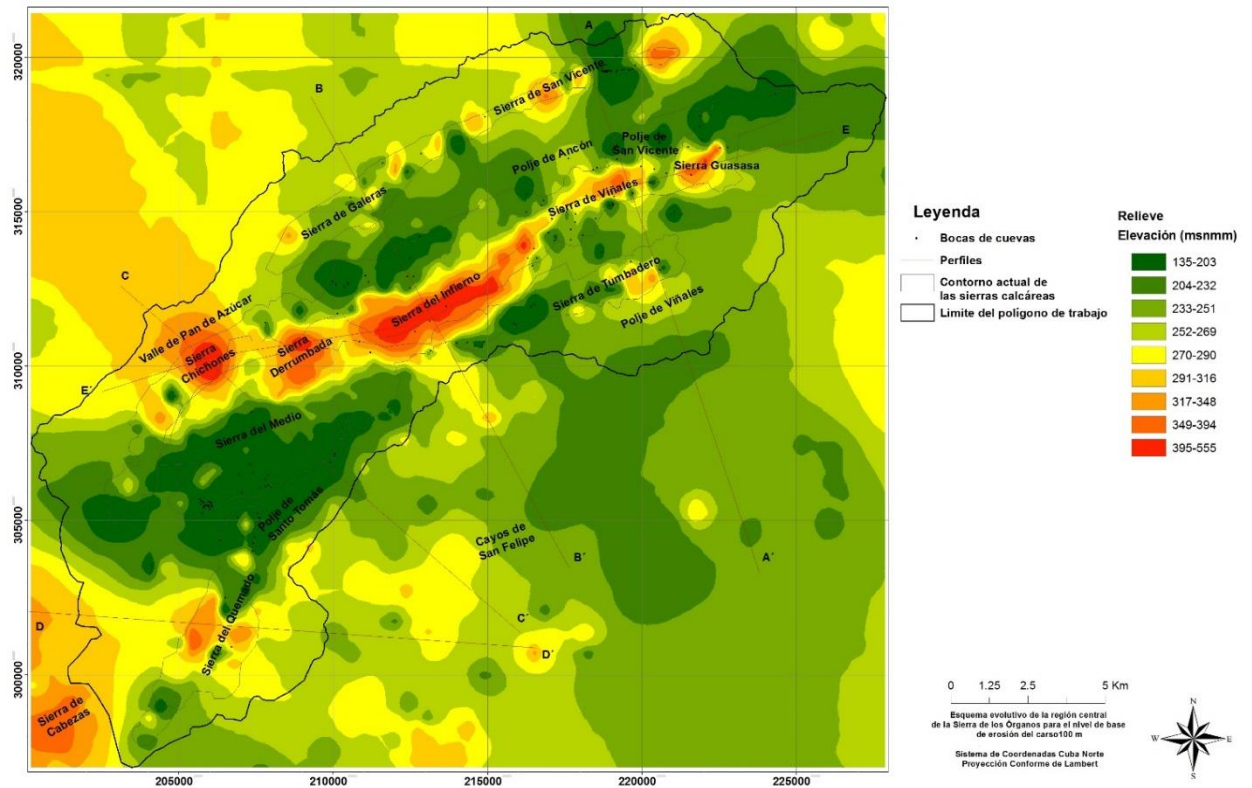 A
B
Sierra de San Vicente
Polje de
San Vicente
E
Polje de Ancón
Sierra Guasasa
Sierra de Viñales
Sierra de Galeras
C
Sierra del Infierno
Sierra de Tumbadero
Polje de Viñales
Valle de Pan de Azúcar
Sierra
Chichones
Sierra
Derrumbada
E´
Sierra del Medio
Polje de
Santo Tomás
Cayos de
San Felipe
B´
A´
C´
D
D´
Sierra del Quemado
Sierra de
Cabezas
320000
315000
310000
305000
300000
205000
210000
215000
220000
225000
Leyenda
Bocas de cuevas
Perfiles
Contorno actual de
las sierras calcáreas
Limite del polígono de trabajo
Relieve
Elevación (msnmm)
135-203
204-232
233-251
252-269
270-290
291-316
317-348
349-394
395-555
0 1.25 2.5 5 Km
Esquema evolutivo de la región central
de la Sierra de los Órganos para el nivel de base
de erosión del carso100 m
Sistema de Coordenadas Cuba Norte
Proyección Conforme de Lambert
N
W
E
S